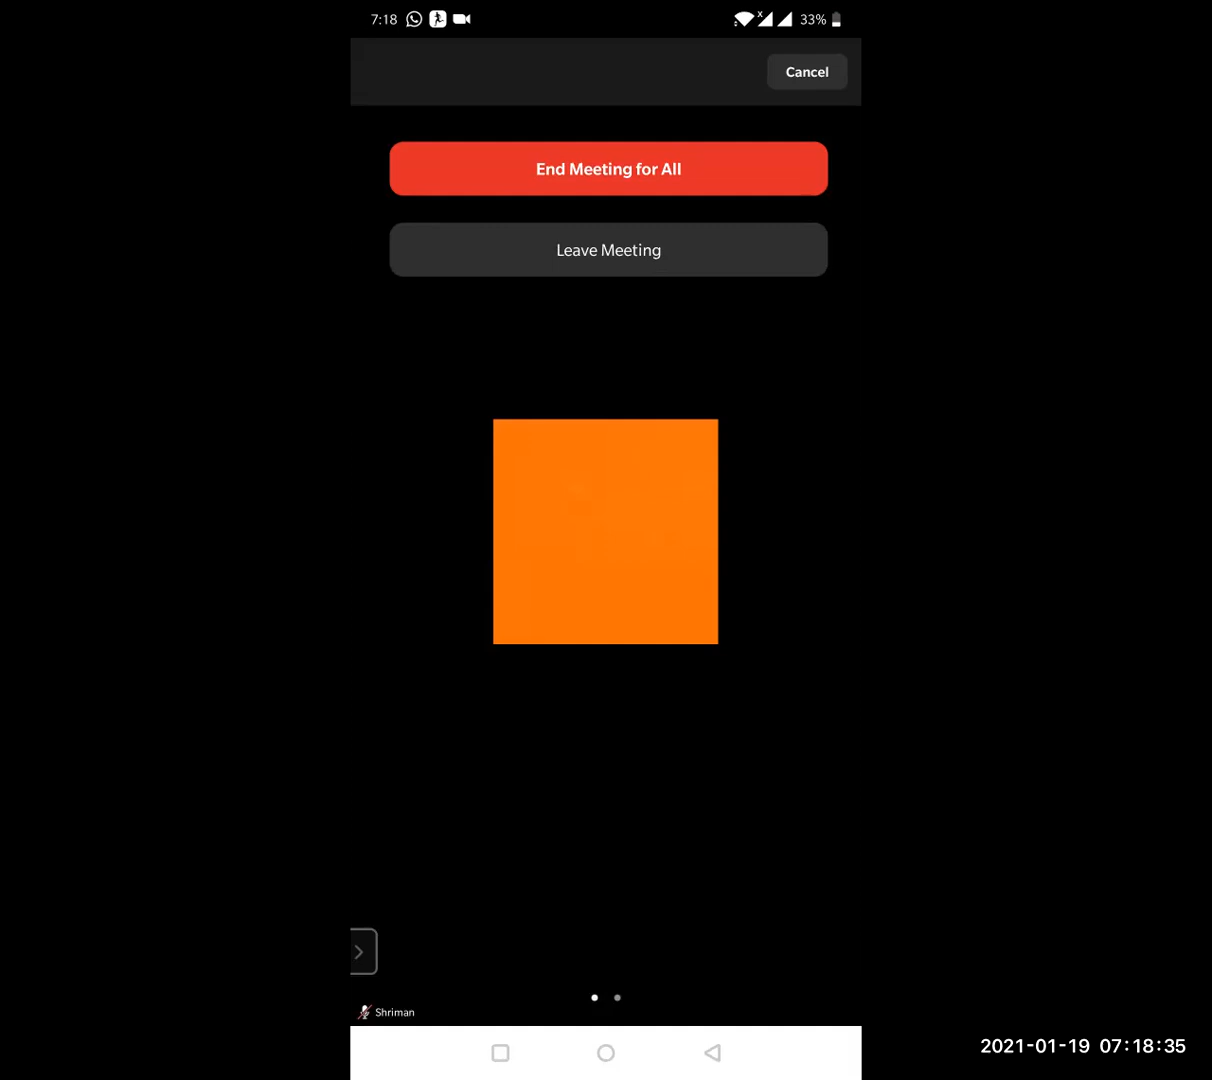 7:18 33%
Cancel
End Meeting for All
Leave Meeting
Shriman
2021-01-19 07:18:35